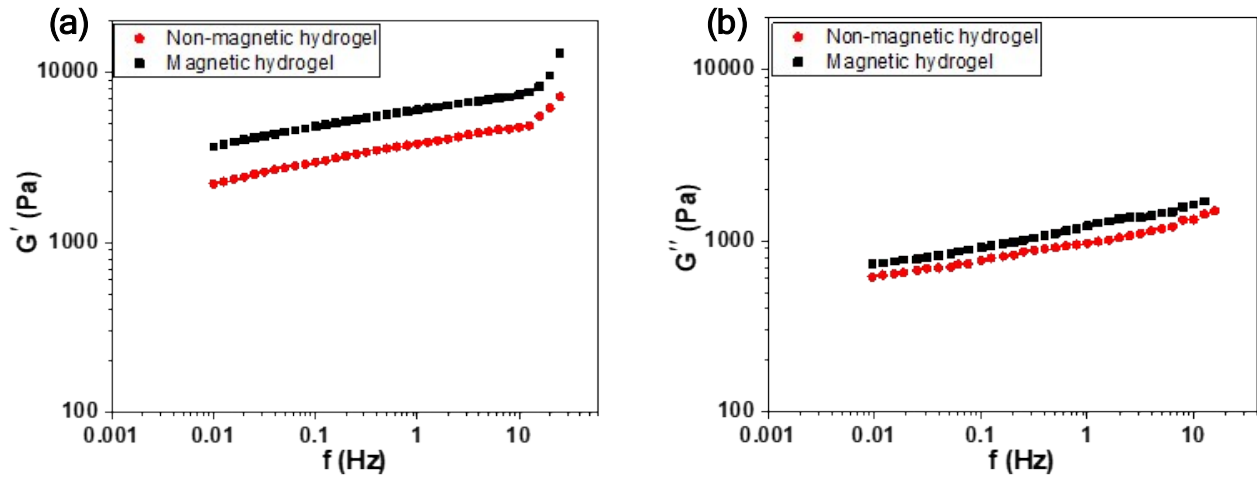 (a)
Non-magnetic hydrogel
Magnetic hydrogel
10000
1000
100
G′ (Pa)
0.001 0.01 0.1 1 10
f (Hz)
(b)
Non-magnetic hydrogel
Magnetic hydrogel
10000
1000
100
G′′ (Pa)
0.001 0.01 0.1 1 10
f (Hz)